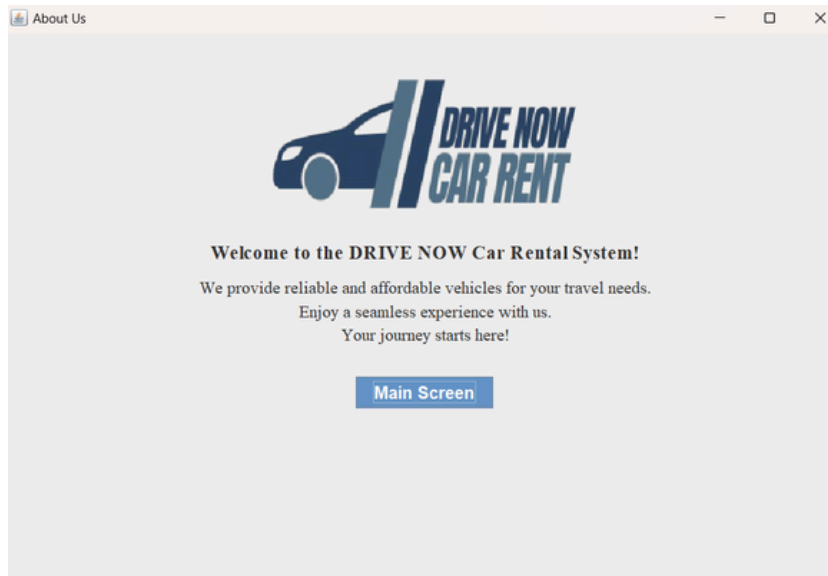 About Us
DRIVE NOW
CAR RENT
Welcome to the DRIVE NOW Car Rental System!
We provide reliable and affordable vehicles for your travel needs.
Enjoy a seamless experience with us.
Your journey starts here!
Main Screen